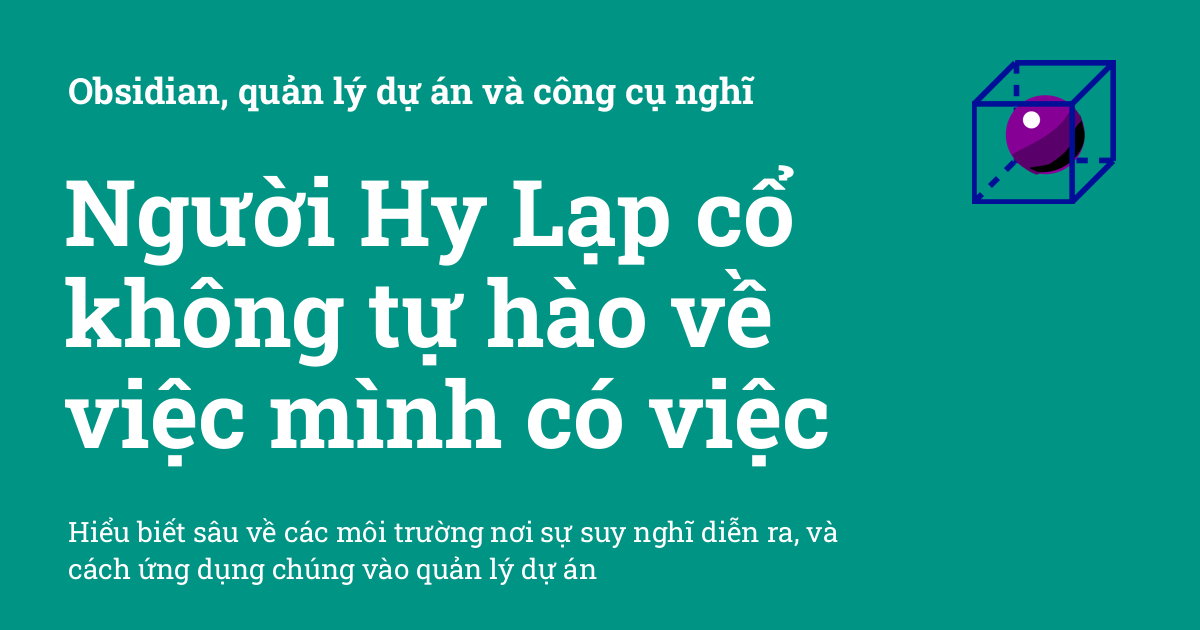 Obsidian, quản lý dự án và công cụ nghĩ
Người Hy Lạp cổ
không tự hào về
việc mình có việc
Hiểu biết sâu về các môi trường nơi sự suy nghĩ diễn ra, và
cách ứng dụng chúng vào quản lý dự án